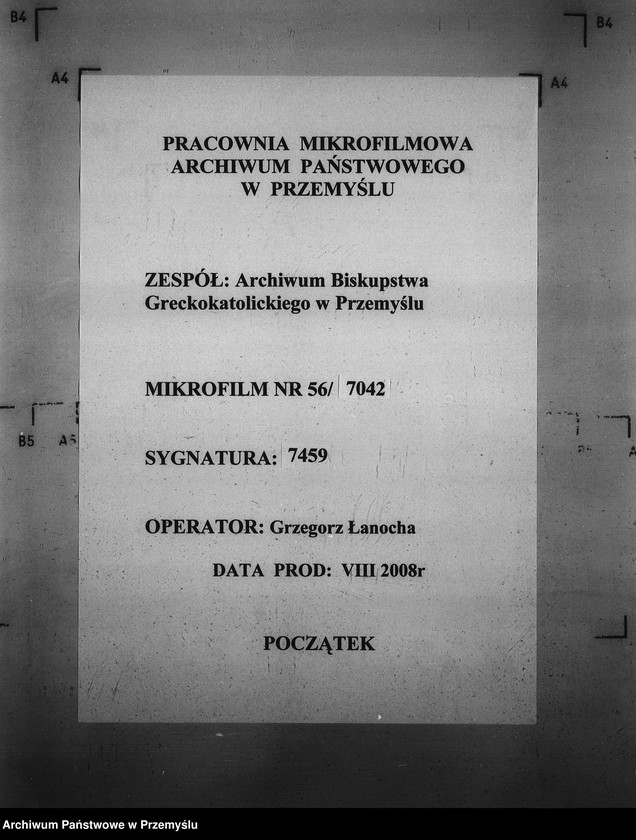 B4
B4
A4
A4
PRACOWNIA MIKROFILMOWA
ARCHIWUM PAŃSTWOWEGO
W PRZEMYŚLU
ZESPÓŁ: Archiwum Biskupstwa
Greckokatolickiego w Przemyślu
MIKROFILM NR 56/ 7042
B5 A5
SYGNATURA: 7459
OPERATOR: Grzegorz Łanocha
DATA PROD: VIII 2008r
POCZĄTEK
Archiwum Państwowe w Przemyślu